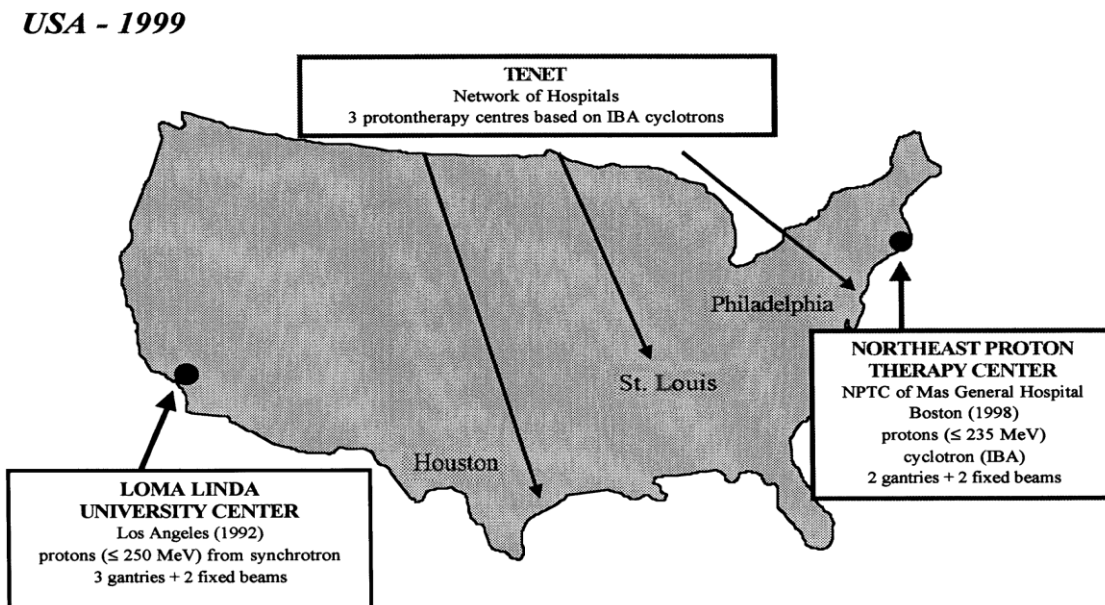 USA - 1999
TENET
Network of Hospitals
3 protontherapy centres based on IBA cyclotrons
Philadelphia
St. Louis
Houston
NORTHEAST PROTON
THERAPY CENTER
NPTC of Mas General Hospital
Boston (1998)
protons (≤ 235 MeV)
cyclotron (IBA)
2 gantries + 2 fixed beams
LOMA LINDA
UNIVERSITY CENTER
Los Angeles (1992)
protons (≤ 250 MeV) from synchrotron
3 gantries + 2 fixed beams